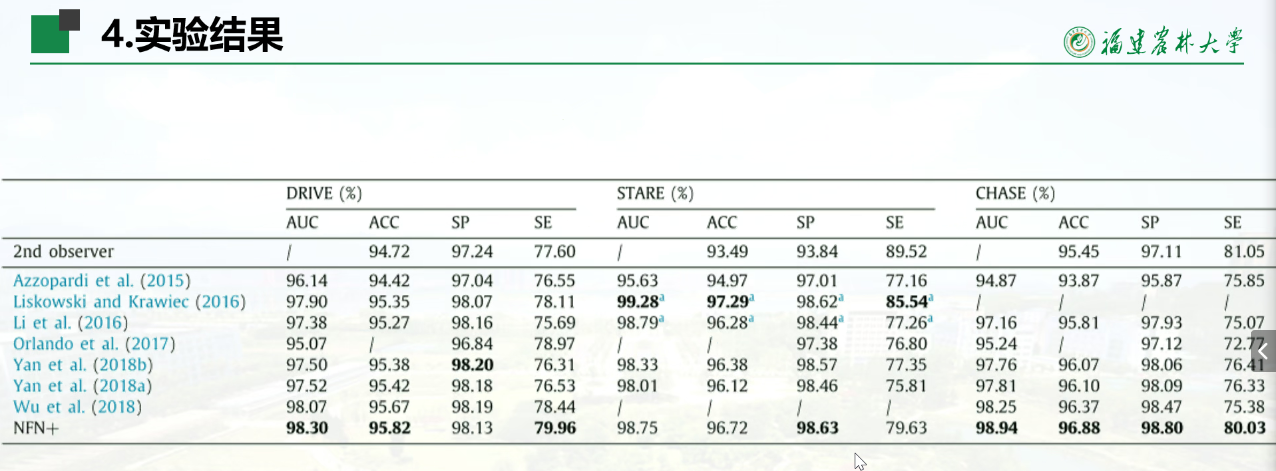 4.实验结果
福建农林大学
DRIVE (%) STARE (%) CHASE (%)
AUC ACC SP SE AUC ACC SP SE AUC ACC SP SE
2nd observer / 94.72 97.24 77.60 / 93.49 93.84 89.52 / 95.45 97.11 81.05
Azzopardi et al. (2015) 96.14 94.42 97.04 76.55 95.63 94.97 97.01 77.16 94.87 93.87 95.87 75.85
Liskowski and Krawiec (2016) 97.90 95.35 98.07 78.11 99.28a 97.29a 98.62a 85.54a / / / /
Li et al. (2016) 97.38 95.27 98.16 75.69 98.79a 96.28a 98.44a 77.26a 97.16 95.81 97.93 75.07
Orlando et al. (2017) 95.07 / 96.84 78.97 / / 97.38 76.80 95.24 / 97.12 72.77
Yan et al. (2018b) 97.50 95.38 98.20 76.31 98.33 96.38 98.57 77.35 97.76 96.07 98.06 76.41
Yan et al. (2018a) 97.52 95.42 98.18 76.53 98.01 96.12 98.46 75.81 97.81 96.10 98.09 76.33
Wu et al. (2018) 98.07 95.67 98.19 78.44 / / / / 98.25 96.37 98.47 75.38
NFN+ 98.30 95.82 98.13 79.96 98.75 96.72 98.63 79.63 98.94 96.88 98.80 80.03